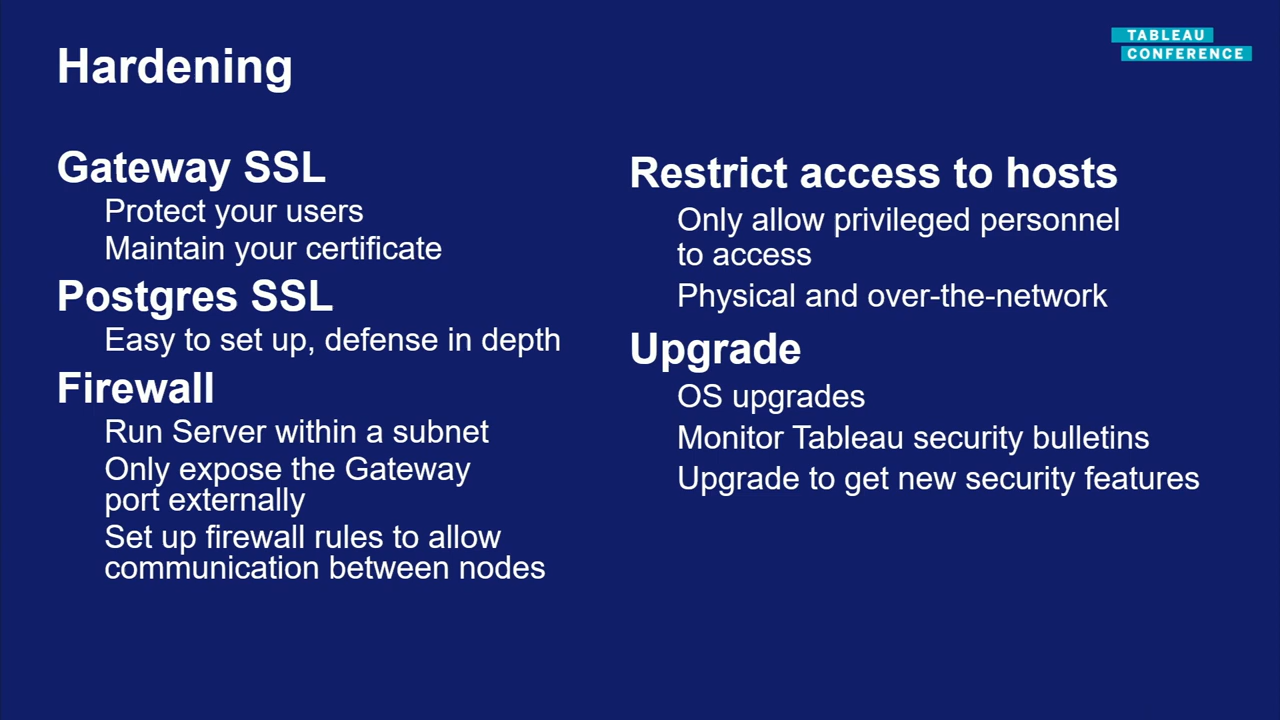 Hardening
TABLEAU
CONFERENCE
Gateway SSL
Protect your users
Maintain your certificate
Postgres SSL
Easy to set up, defense in depth
Firewall
Run Server within a subnet
Only expose the Gateway
port externally
Set up firewall rules to allow
communication between nodes
Restrict access to hosts
Only allow privileged personnel
to access
Physical and over-the-network
Upgrade
OS upgrades
Monitor Tableau security bulletins
Upgrade to get new security features